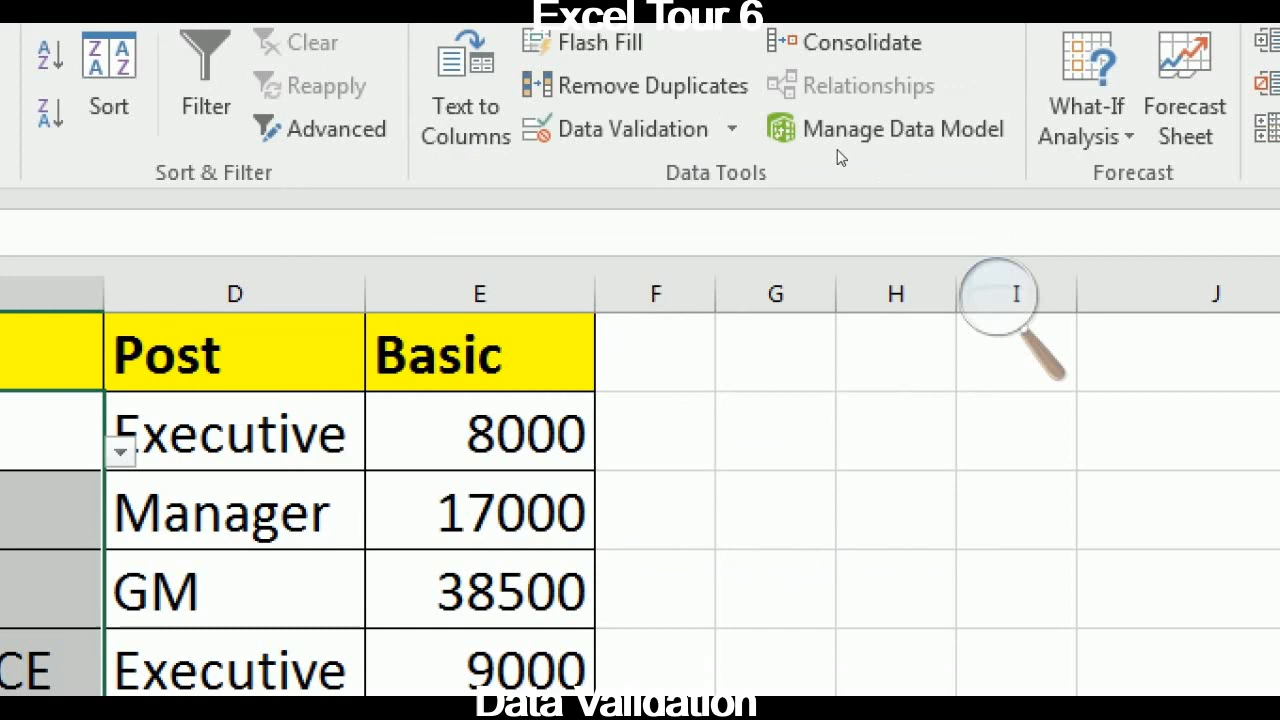 Excel Tour 6
Clear
Flash Fill
Consolidate
Reapply
Remove Duplicates
Relationships
Sort
Filter
Text to
Columns
What-If
Analysis
Forecast
Sheet
Advanced
Data Validation
Manage Data Model
Sort & Filter
Data Tools
Forecast
D E F G H I J
Post Basic
Executive 8000
Manager 17000
GM 38500
CE Executive 9000
Data Validation